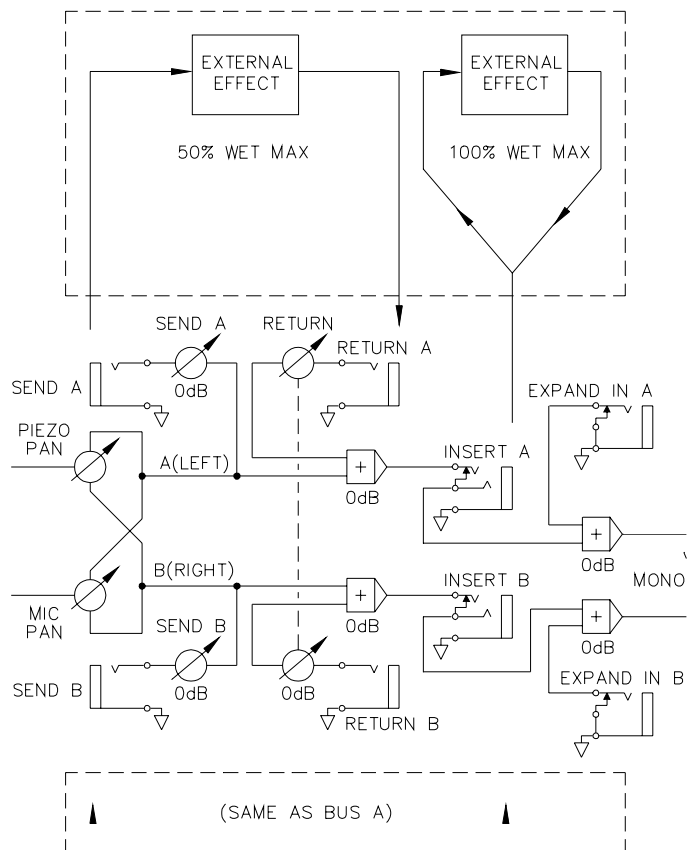 EXTERNAL
EFFECT
EXTERNAL
EFFECT
50% WET MAX
100% WET MAX
SEND A
RETURN
RETURN A
SEND A
0dB
EXPAND IN A
PIEZO
PAN
A(LEFT)
INSERT A
+
0dB
+
0dB
B(RIGHT)
INSERT B
MONO
MIC
PAN
SEND B
+
0dB
+
0dB
SEND B
0dB
0dB
EXPAND IN B
RETURN B
(SAME AS BUS A)